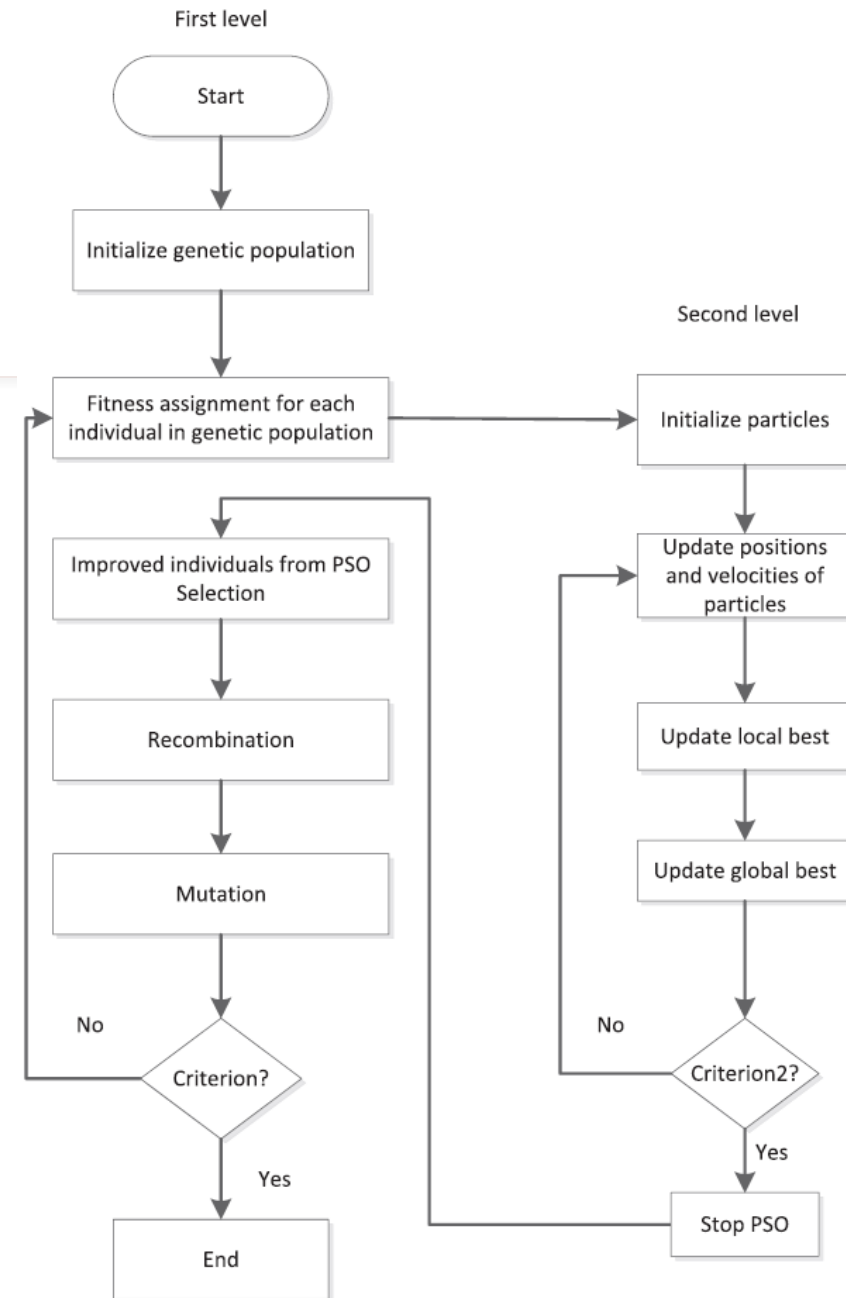 First level
Start
Initialize genetic population
Fitness assignment for each
individual in genetic population
Improved individuals from PSO
Selection
Recombination
Mutation
No
Criterion?
Yes
End
Second level
Initialize particles
Update positions
and velocities of
particles
Update local best
Update global best
No
Criterion2?
Yes
Stop PSO